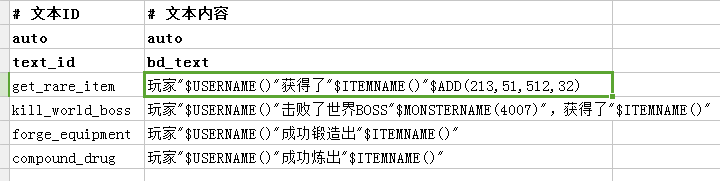 # 文本ID # 文本内容
auto auto
text_id bd_text
get_rare_item 玩家"$USERNAME()"获得了"$ITEMNAME()"$ADD(213,51,512,32)
kill_world_boss 玩家"$USERNAME()"击败了世界BOSS"$MONSTERNAME(4007)"，获得了"$ITEMNAME()"
forge_equipment 玩家"$USERNAME()"成功锻造出"$ITEMNAME()"
compound_drug 玩家"$USERNAME()"成功炼出"$ITEMNAME()"